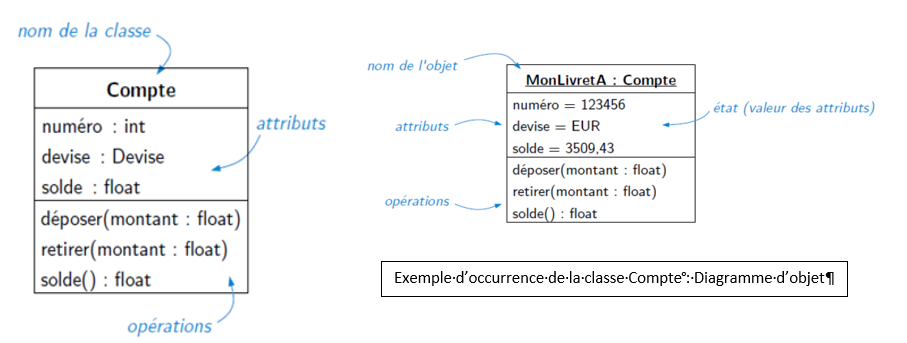 nom de la classe
Compte
numéro : int
devise : Devise
solde : float
attributs
déposer(montant : float)
retirer(montant : float)
solde() : float
opérations
nom de l'objet
MonLivretA : Compte
numéro = 123456
devise = EUR
solde = 3509,43
attributs
état (valeur des attributs)
déposer(montant : float)
retirer(montant : float)
solde() : float
opérations
Exemple·d’occurrence·de·la·classe·Compte°:·Diagramme·d’objet¶